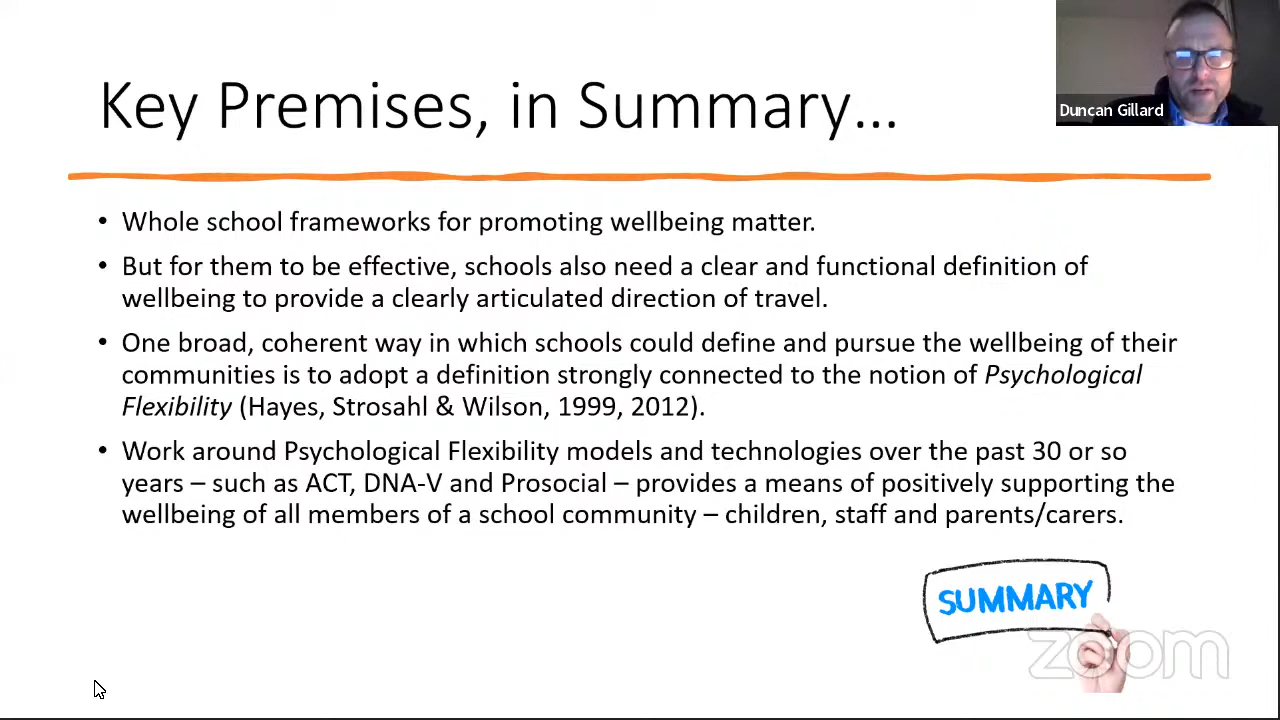 Key Premises, in Summary...
Duncan Gillard
• Whole school frameworks for promoting wellbeing matter.
• But for them to be effective, schools also need a clear and functional definition of
wellbeing to provide a clearly articulated direction of travel.
• One broad, coherent way in which schools could define and pursue the wellbeing of their
communities is to adopt a definition strongly connected to the notion of Psychological
Flexibility (Hayes, Strosahl & Wilson, 1999, 2012).
• Work around Psychological Flexibility models and technologies over the past 30 or so
years – such as ACT, DNA-V and Prosocial – provides a means of positively supporting the
wellbeing of all members of a school community – children, staff and parents/carers.
SUMMARY
zoom